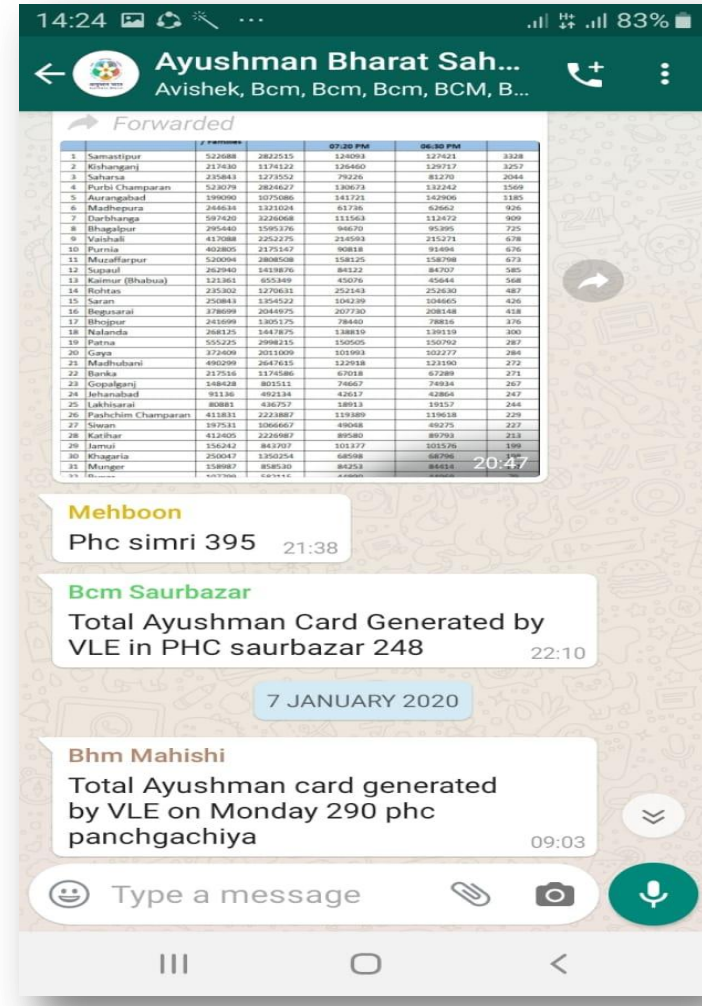 14:24 ... 83%
Ayushman Bharat Sah...
Avishek, Bcm, Bcm, Bcm, BCM, B...
Forwarded
/ Families 07:20 PM 06:30 PM
1 Samastipur 522688 2822515 124093 127421 3328
2 Kishanganj 217430 1174122 126460 129717 3257
3 Saharsa 235843 1273552 79226 81270 2044
4 Purbi Champaran 523079 2824627 130673 132242 1569
5 Aurangabad 199090 1075086 141721 142906 1185
6 Madhepura 244634 1321024 61736 62662 926
7 Darbhanga 597420 3226068 111563 112472 909
8 Bhagalpur 295440 1595376 94670 95395 725
9 Vaishali 417088 2252275 214593 215271 678
10 Purnia 402805 2175147 90818 91494 676
11 Muzaffarpur 520094 2808508 158125 158798 673
12 Supaul 262940 1419876 84122 84707 585
13 Kaimur (Bhabua) 121361 655349 45076 45644 568
14 Rohtas 235302 1270631 252143 252630 487
15 Saran 250843 1354522 104239 104665 426
16 Begusarai 378699 2044975 207730 208148 418
17 Bhojpur 241699 1305175 78440 78816 376
18 Nalanda 268125 1447875 138819 139119 300
19 Patna 555225 2998215 150505 150792 287
20 Gaya 372409 2011009 101993 102277 284
21 Madhubani 490299 2647615 122918 123190 272
22 Banka 217516 1174586 67018 67289 271
23 Gopalganj 148428 801511 74667 74934 267
24 Jehanabad 91136 492134 42617 42864 247
25 Lakhisarai 80881 436757 18913 19157 244
26 Pashchim Champaran 411831 2223887 119389 119618 229
27 Siwan 197531 1066667 49048 49275 227
28 Katihar 412405 2226987 89580 89793 213
29 Jamui 156242 843707 101377 101576 199
30 Khagaria 250047 1350254 68598 68796
31 Munger 158987 858530 84253 84414
20:47
Mehboon
Phc simri 395 21:38
Bcm Saurbazar
Total Ayushman Card Generated by
VLE in PHC saurbazar 248 22:10
7 JANUARY 2020
Bhm Mahishi
Total Ayushman card generated
by VLE on Monday 290 phc
panchgachiya 09:03
Type a message